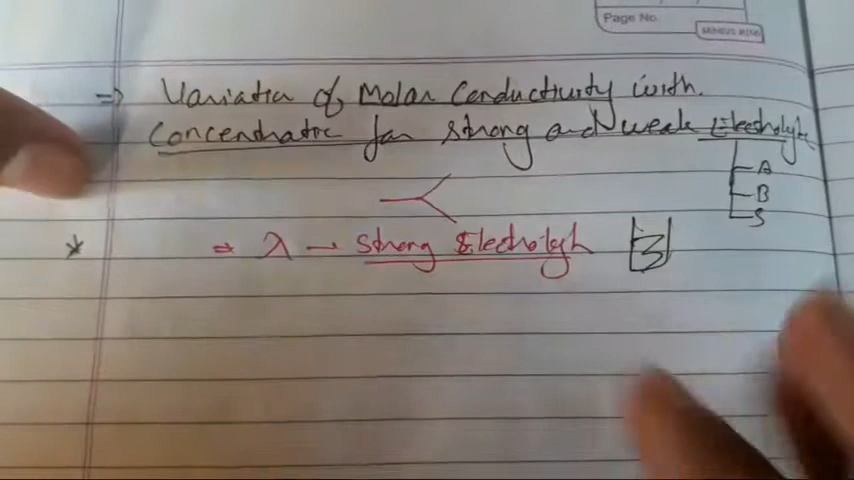 Page No.
⇒ Variation of Molar Conductivity with
Concentration for strong and weak Electrolyte
A
B
S
* ⇒ λ → Strong Electrolyte